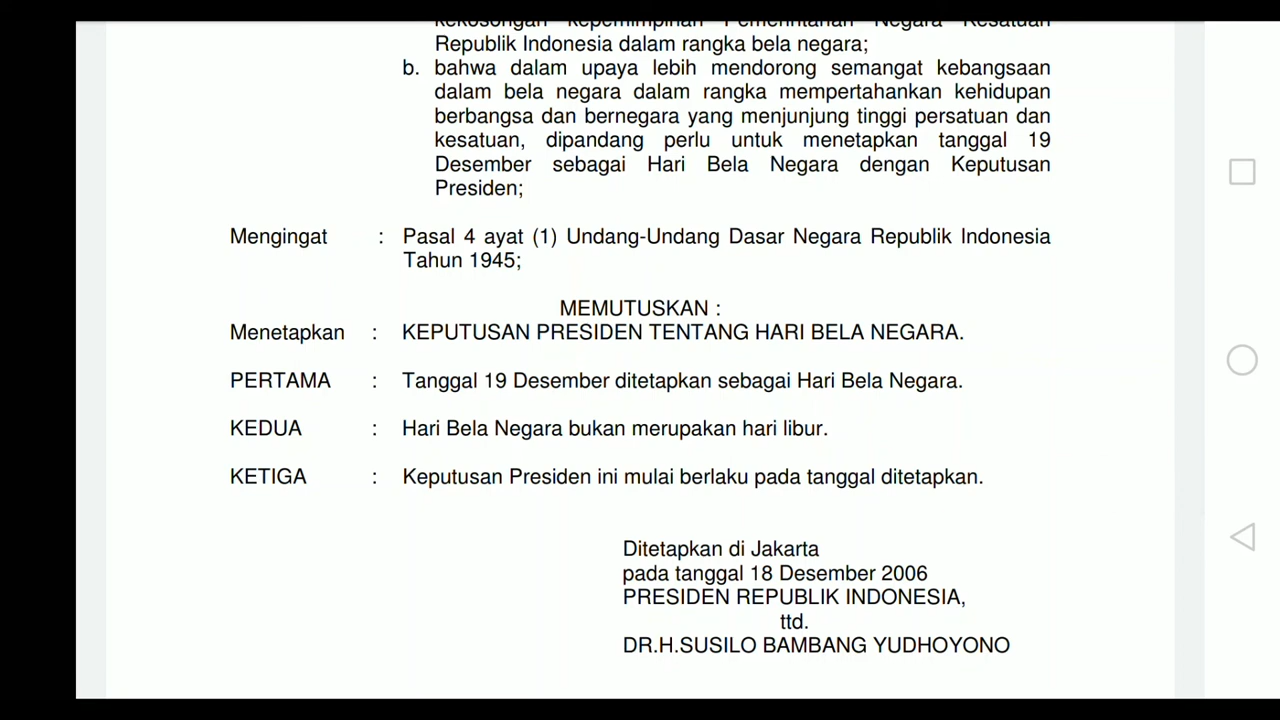 kekosongan kepemimpinan Pemerintahan Negara Kesatuan
Republik Indonesia dalam rangka bela negara;
b. bahwa dalam upaya lebih mendorong semangat kebangsaan
dalam bela negara dalam rangka mempertahankan kehidupan
berbangsa dan bernegara yang menjunjung tinggi persatuan dan
kesatuan, dipandang perlu untuk menetapkan tanggal 19
Desember sebagai Hari Bela Negara dengan Keputusan
Presiden;
Mengingat : Pasal 4 ayat (1) Undang-Undang Dasar Negara Republik Indonesia
Tahun 1945;
MEMUTUSKAN :
Menetapkan : KEPUTUSAN PRESIDEN TENTANG HARI BELA NEGARA.
PERTAMA : Tanggal 19 Desember ditetapkan sebagai Hari Bela Negara.
KEDUA : Hari Bela Negara bukan merupakan hari libur.
KETIGA : Keputusan Presiden ini mulai berlaku pada tanggal ditetapkan.
Ditetapkan di Jakarta
pada tanggal 18 Desember 2006
PRESIDEN REPUBLIK INDONESIA,
ttd.
DR.H.SUSILO BAMBANG YUDHOYONO